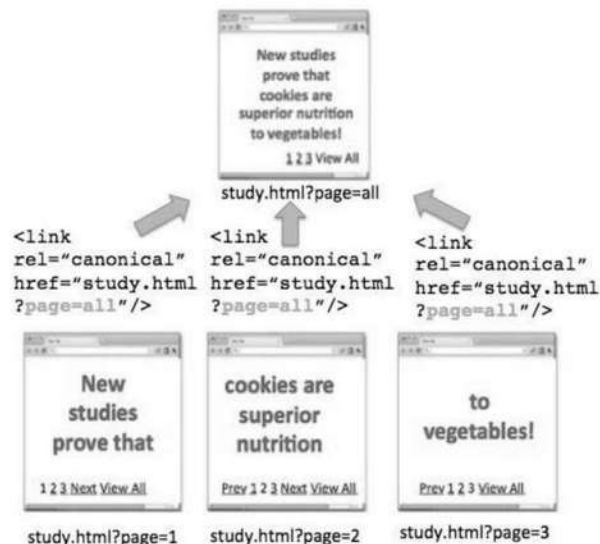 New studies
prove that
cookies are
superior nutrition
to vegetables!
1 2 3 View All
study.html?page=all
<link
rel="canonical"
href="study.html
?page=all"/>
<link
rel="canonical"
href="study.html
?page=all"/>
<link
rel="canonical"
href="study.html
?page=all"/>
New
studies
prove that
1 2 3 Next View All
study.html?page=1
cookies are
superior
nutrition
Prev 1 2 3 Next View All
study.html?page=2
to
vegetables!
Prev 1 2 3 View All
study.html?page=3